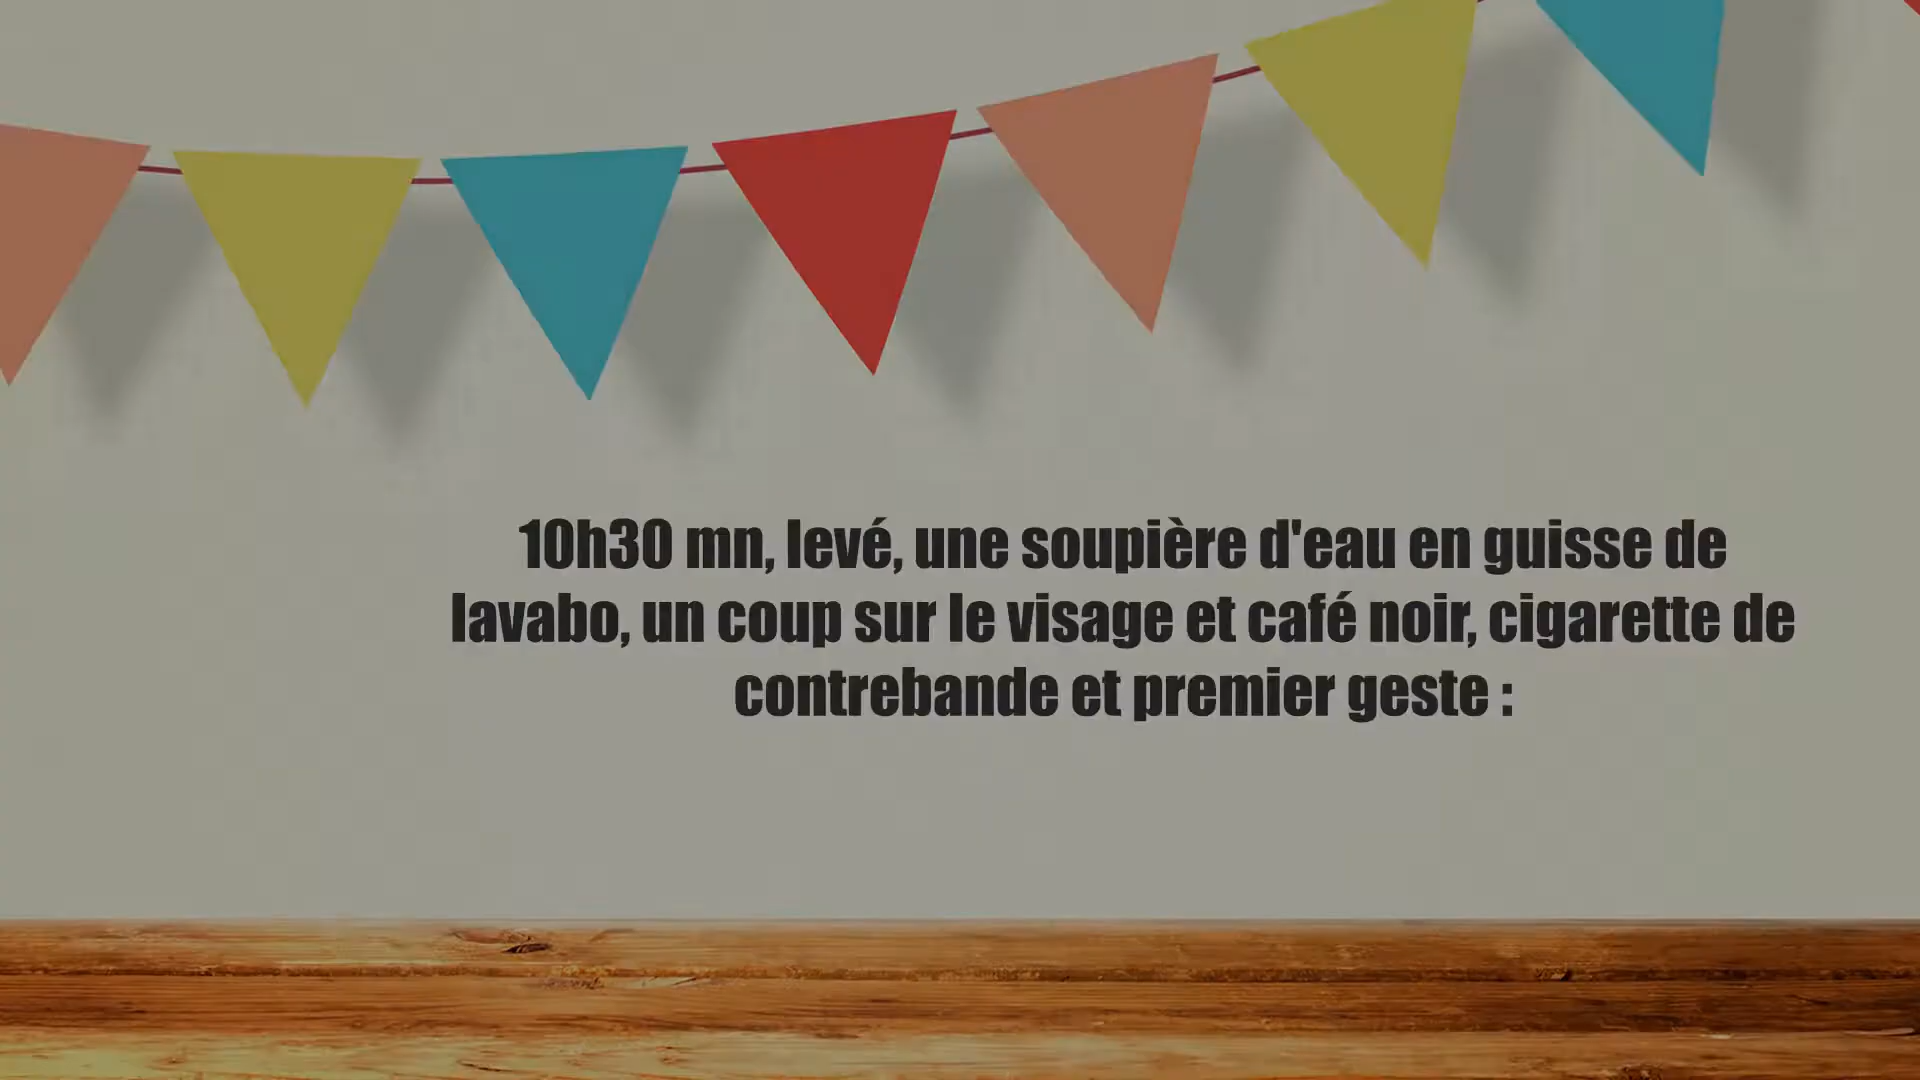 10h30 mn, levé, une soupière d'eau en guisse de
lavabo, un coup sur le visage et café noir, cigarette de
contrebande et premier geste :